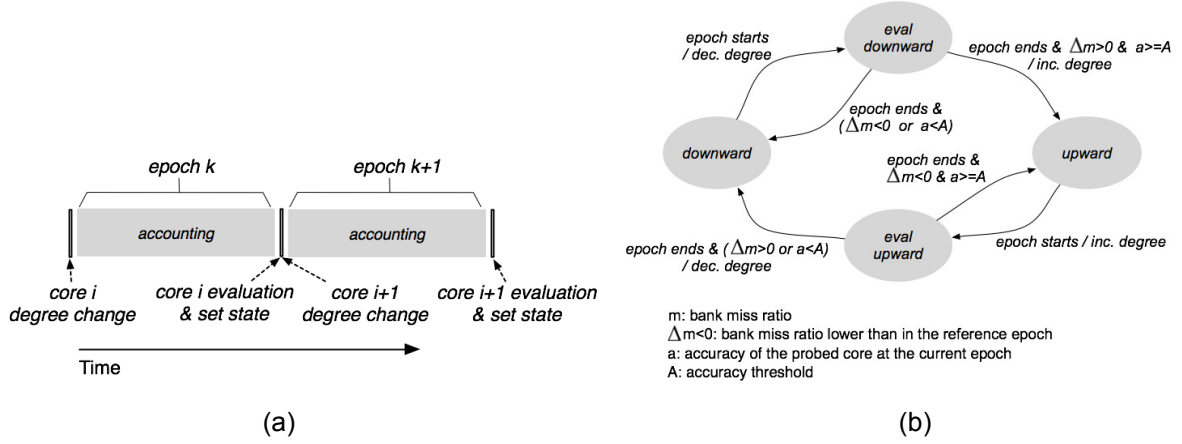 epoch k
epoch k+1
accounting
accounting
core i
degree change
core i evaluation
& set state
core i+1
degree change
core i+1 evaluation
& set state
Time
(a)
eval
downward
epoch starts
/ dec. degree
epoch ends & Δm>0 & a>=A
/ inc. degree
epoch ends &
(Δm<0 or a<A)
downward
upward
epoch ends &
Δm<0 & a>=A
eval
upward
epoch ends & (Δm>0 or a<A)
/ dec. degree
epoch starts / inc. degree
m: bank miss ratio
Δm<0: bank miss ratio lower than in the reference epoch
a: accuracy of the probed core at the current epoch
A: accuracy threshold
(b)